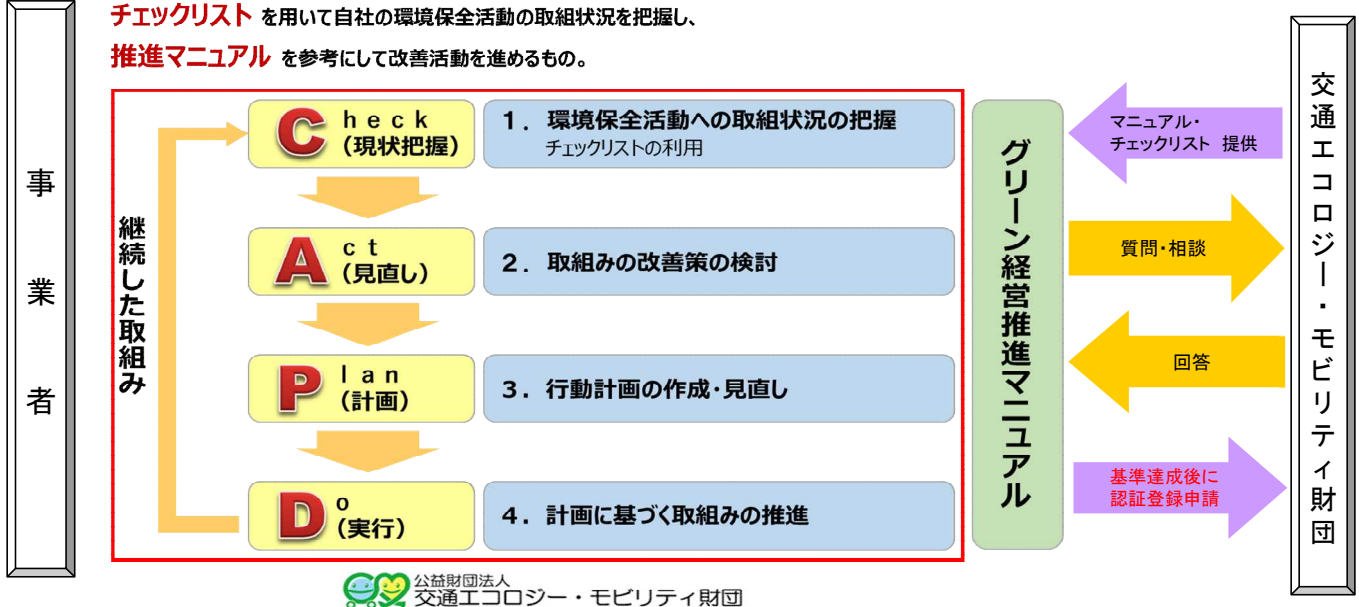 チェックリスト を用いて自社の環境保全活動の取組状況を把握し、
推進マニュアル を参考にして改善活動を進めるもの。
事業者
継続した取組み
Check
(現状把握)
1. 環境保全活動への取組状況の把握
チェックリストの利用
Act
(見直し)
2. 取組みの改善策の検討
Plan
(計画)
3. 行動計画の作成・見直し
Do
(実行)
4. 計画に基づく取組みの推進
グリーン経営推進マニュアル
マニュアル・
チェックリスト 提供
質問・相談
回答
基準達成後に
認証登録申請
交通エコロジー・モビリティ財団
公益財団法人
交通エコロジー・モビリティ財団